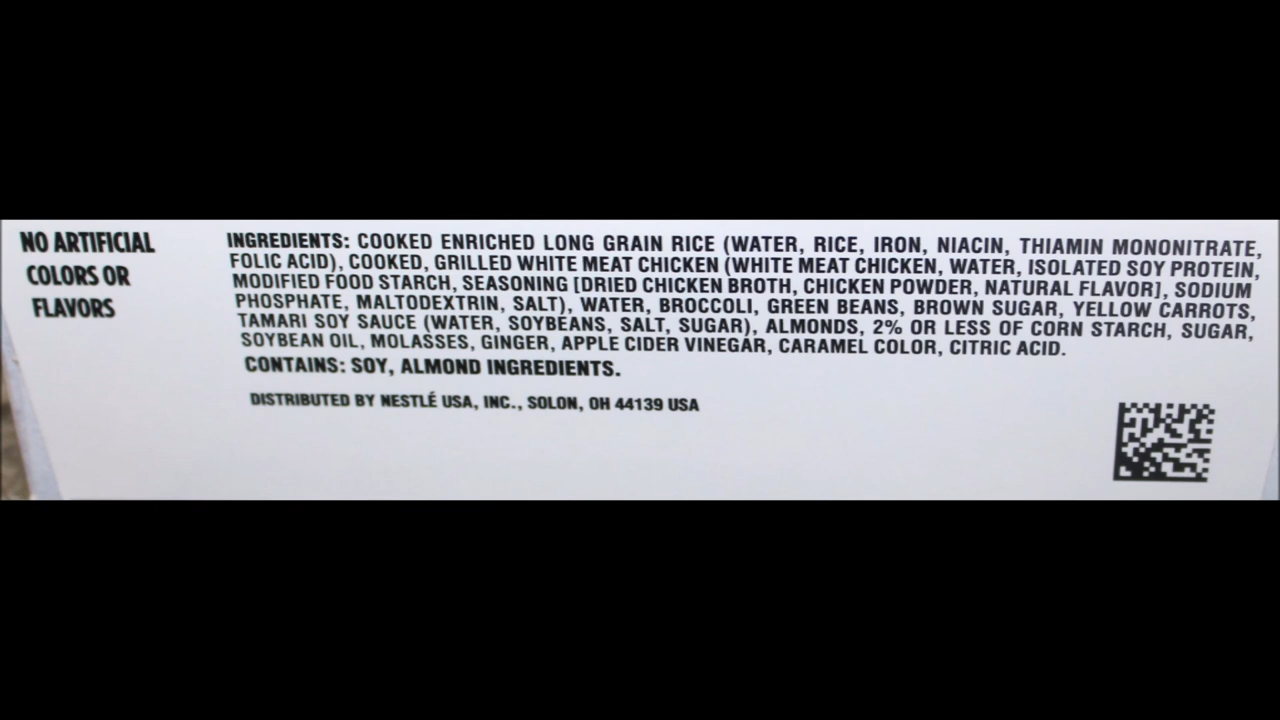 NO ARTIFICIAL
COLORS OR
FLAVORS
INGREDIENTS: COOKED ENRICHED LONG GRAIN RICE (WATER, RICE, IRON, NIACIN, THIAMIN MONONITRATE,
FOLIC ACID), COOKED, GRILLED WHITE MEAT CHICKEN (WHITE MEAT CHICKEN, WATER, ISOLATED SOY PROTEIN,
MODIFIED FOOD STARCH, SEASONING [DRIED CHICKEN BROTH, CHICKEN POWDER, NATURAL FLAVOR], SODIUM
PHOSPHATE, MALTODEXTRIN, SALT), WATER, BROCCOLI, GREEN BEANS, BROWN SUGAR, YELLOW CARROTS,
TAMARI SOY SAUCE (WATER, SOYBEANS, SALT, SUGAR), ALMONDS, 2% OR LESS OF CORN STARCH, SUGAR,
SOYBEAN OIL, MOLASSES, GINGER, APPLE CIDER VINEGAR, CARAMEL COLOR, CITRIC ACID.
CONTAINS: SOY, ALMOND INGREDIENTS.
DISTRIBUTED BY NESTLÉ USA, INC., SOLON, OH 44139 USA